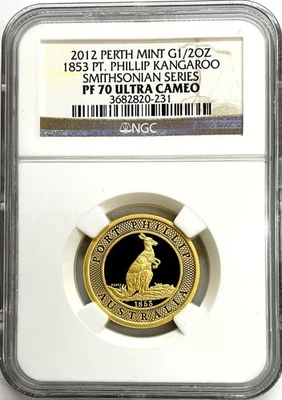 2012 PERTH MINT G1/2OZ
1853 PT. PHILLIP KANGAROO
SMITHSONIAN SERIES
PF 70 ULTRA CAMEO
3682820-231
NGC
PORT PHILLIP
1853
AUSTRALIA